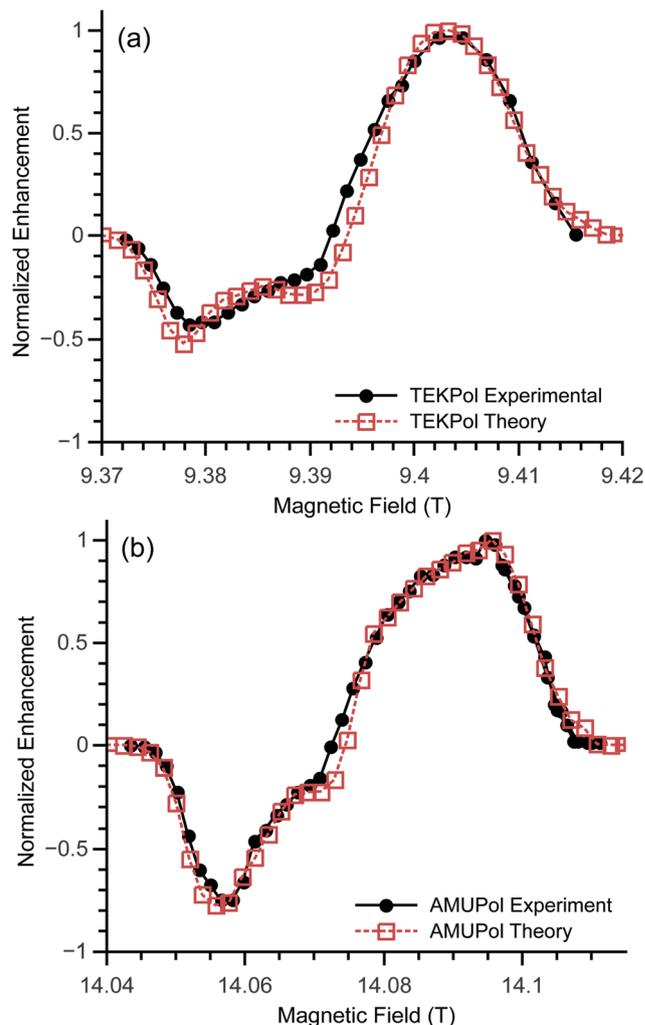 (a)
1
0.5
0
−0.5
−1
Normalized Enhancement
TEKPol Experimental
TEKPol Theory
9.37 9.38 9.39 9.4 9.41 9.42
Magnetic Field (T)
(b)
1
0.5
0
−0.5
−1
Normalized Enhancement
AMUPol Experiment
AMUPol Theory
14.04 14.06 14.08 14.1
Magnetic Field (T)